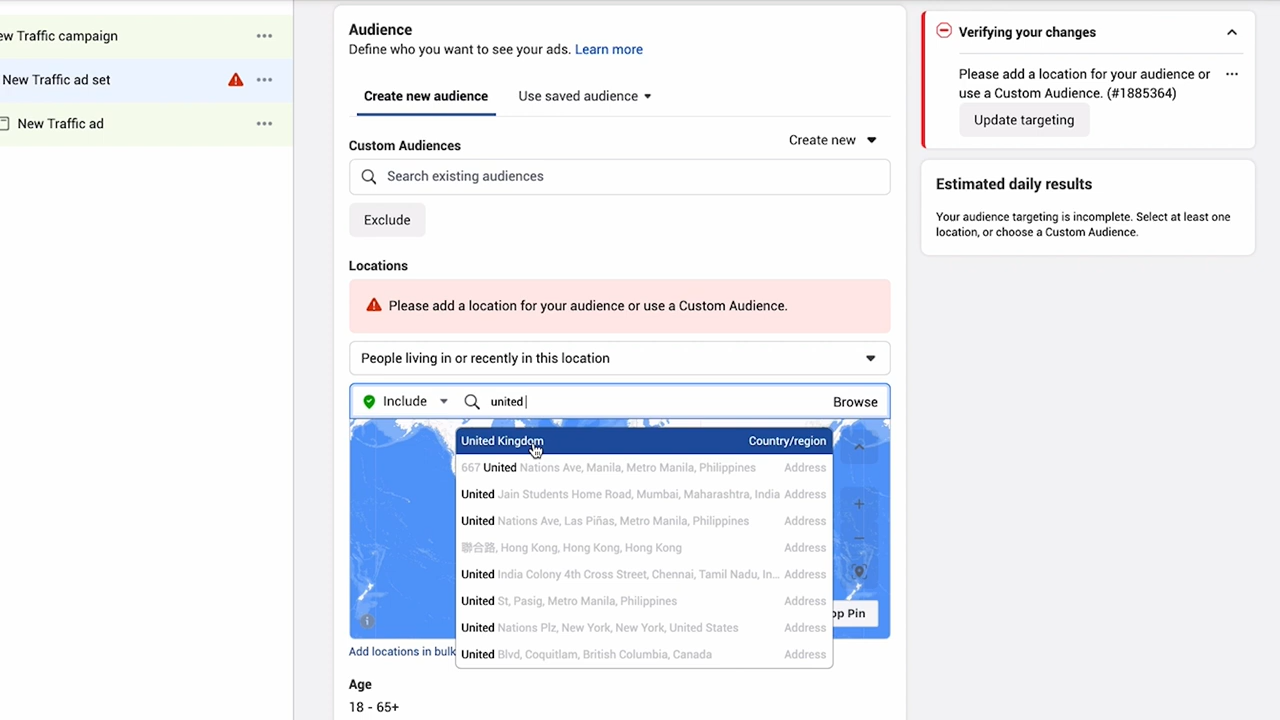 ew Traffic campaign
New Traffic ad set
New Traffic ad
Audience
Define who you want to see your ads. Learn more
Create new audience
Use saved audience
Custom Audiences
Create new
Search existing audiences
Exclude
Locations
Please add a location for your audience or use a Custom Audience.
People living in or recently in this location
Include
united
Browse
United Kingdom Country/region
667 United Nations Ave, Manila, Metro Manila, Philippines Address
United Jain Students Home Road, Mumbai, Maharashtra, India Address
United Nations Ave, Las Piñas, Metro Manila, Philippines Address
聯合路, Hong Kong, Hong Kong, Hong Kong Address
United India Colony 4th Cross Street, Chennai, Tamil Nadu, In... Address
United St, Pasig, Metro Manila, Philippines Address
United Nations Plz, New York, New York, United States Address
United Blvd, Coquitlam, British Columbia, Canada Address
op Pin
Add locations in bulk
Age
18 - 65+
Verifying your changes
Please add a location for your audience or
use a Custom Audience. (#1885364)
Update targeting
Estimated daily results
Your audience targeting is incomplete. Select at least one
location, or choose a Custom Audience.